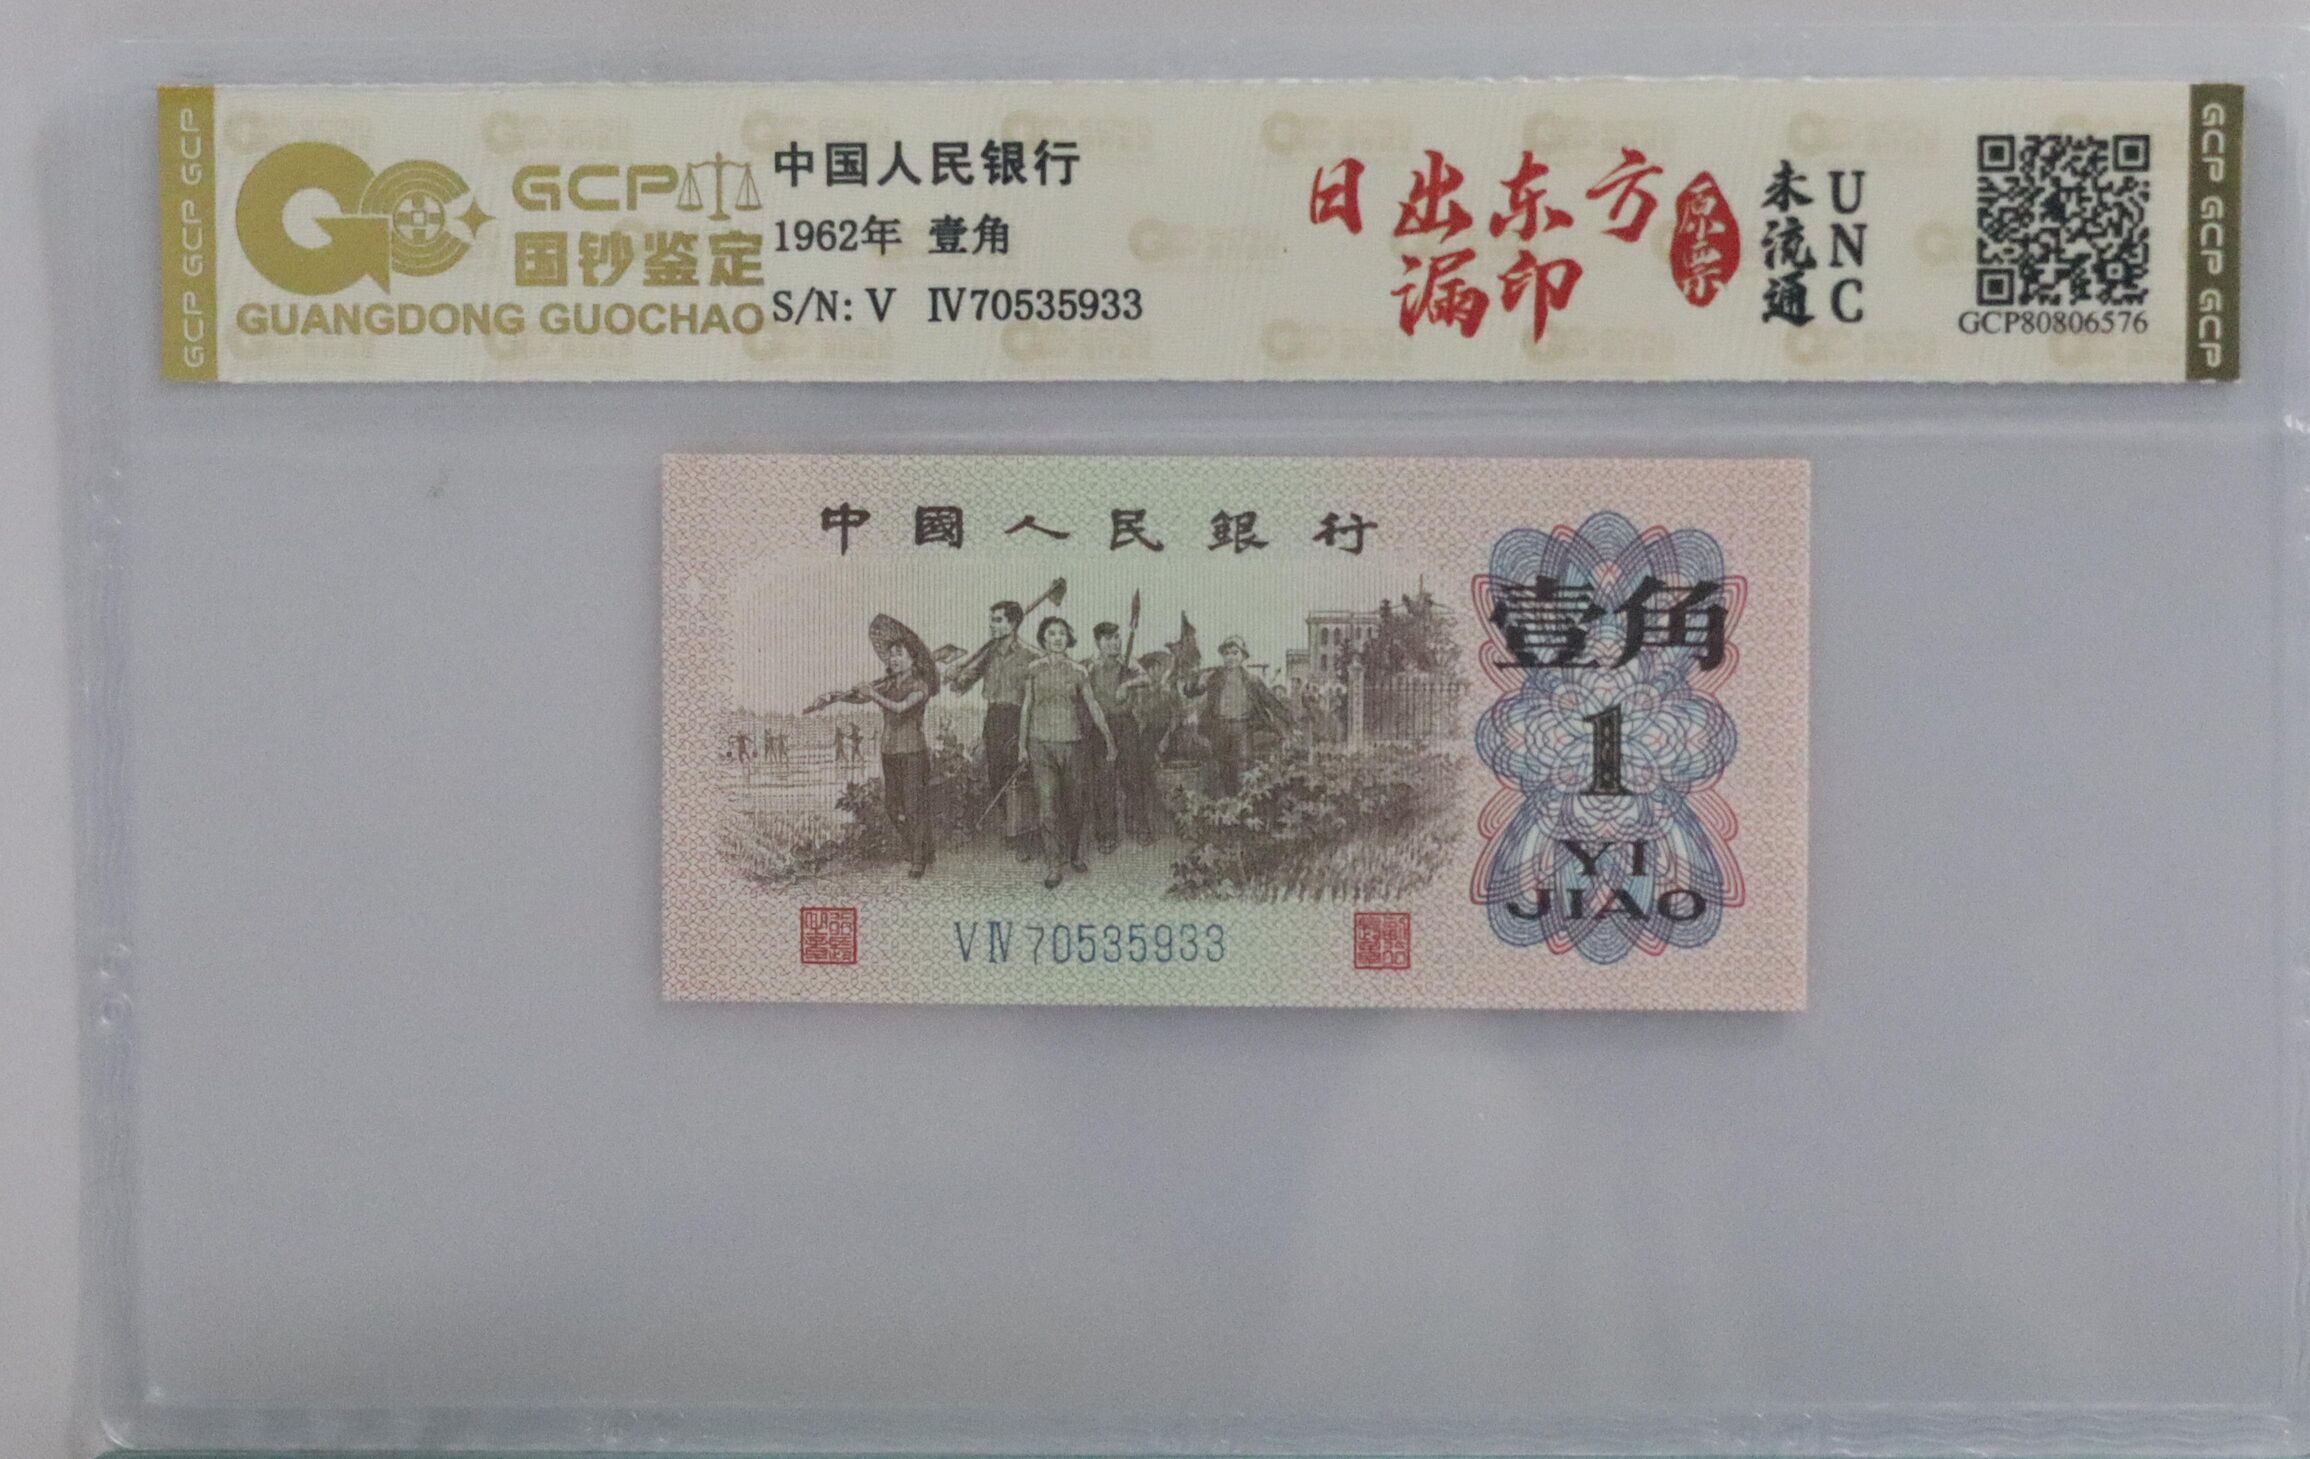 GCP GCP GCP
GCP
国钞鉴定
GUANGDONG GUOCHAO
中国人民银行
1962年 壹角
S/N: V Ⅳ70535933
日出东方
漏印
原票
未流通
UNC
GCP80806576
GCP GCP GCP
中國人民銀行
壹角
1
YI
JIAO
VⅣ70535933